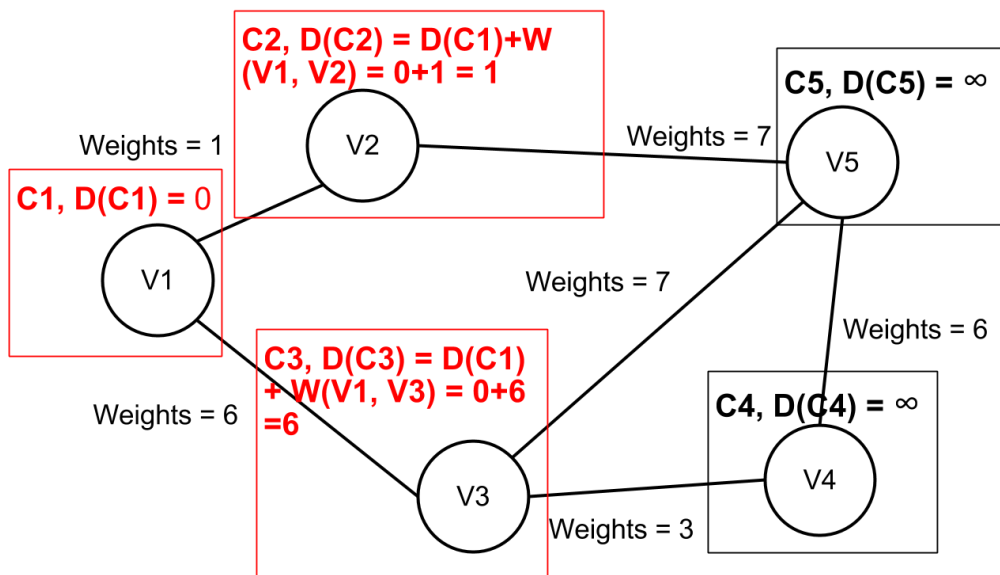 C2, D(C2) = D(C1)+W
(V1, V2) = 0+1 = 1
C5, D(C5) = ∞
Weights = 1
V2
Weights = 7
V5
C1, D(C1) = 0
V1
Weights = 7
Weights = 6
C3, D(C3) = D(C1)
+ W(V1, V3) = 0+6
=6
Weights = 6
C4, D(C4) = ∞
V3
V4
Weights = 3